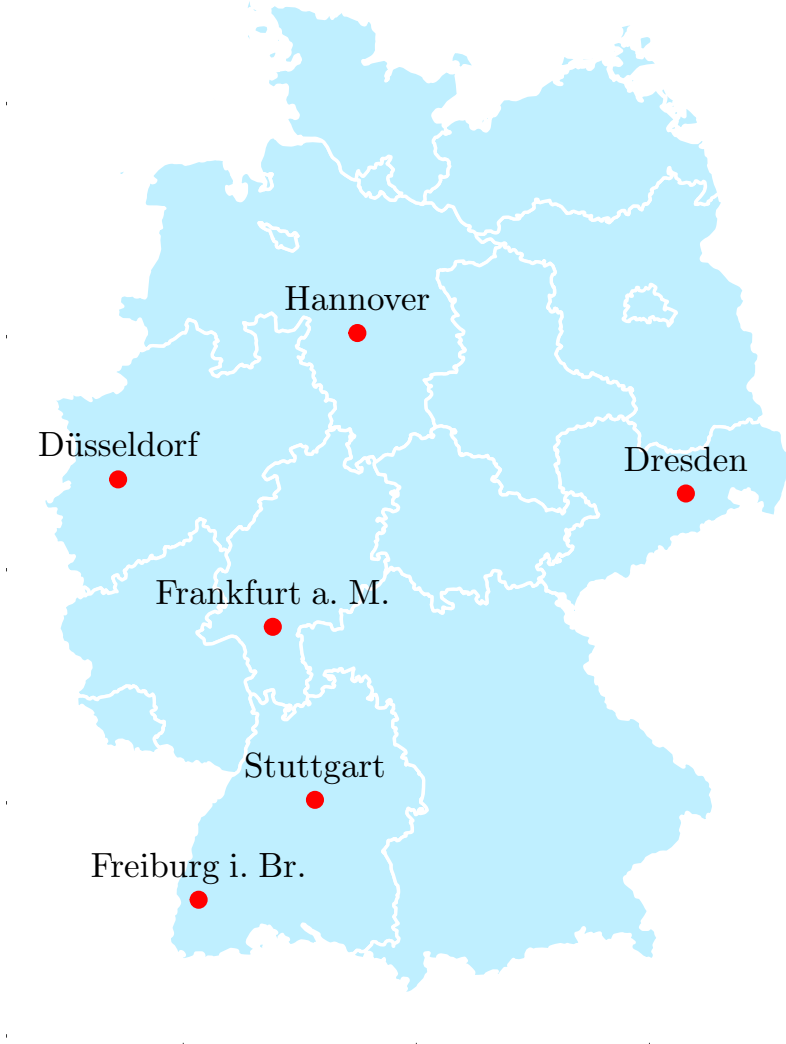 Hannover
Düsseldorf
Dresden
Frankfurt a. M.
Stuttgart
Freiburg i. Br.